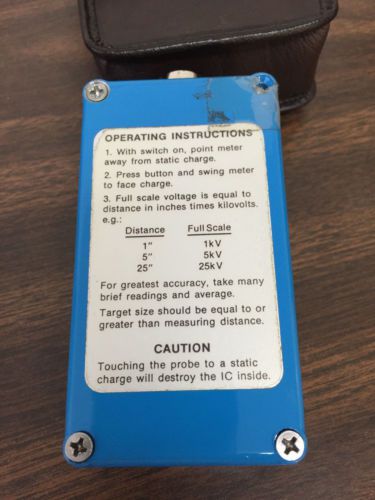 OPERATING INSTRUCTIONS
1. With switch on, point meter
away from static charge.
2. Press button and swing meter
to face charge.
3. Full scale voltage is equal to
distance in inches times kilovolts.
e.g.:
Distance Full Scale
1" 1kV
5" 5kV
25" 25kV
For greatest accuracy, take many
brief readings and average.
Target size should be equal to or
greater than measuring distance.
CAUTION
Touching the probe to a static
charge will destroy the IC inside.